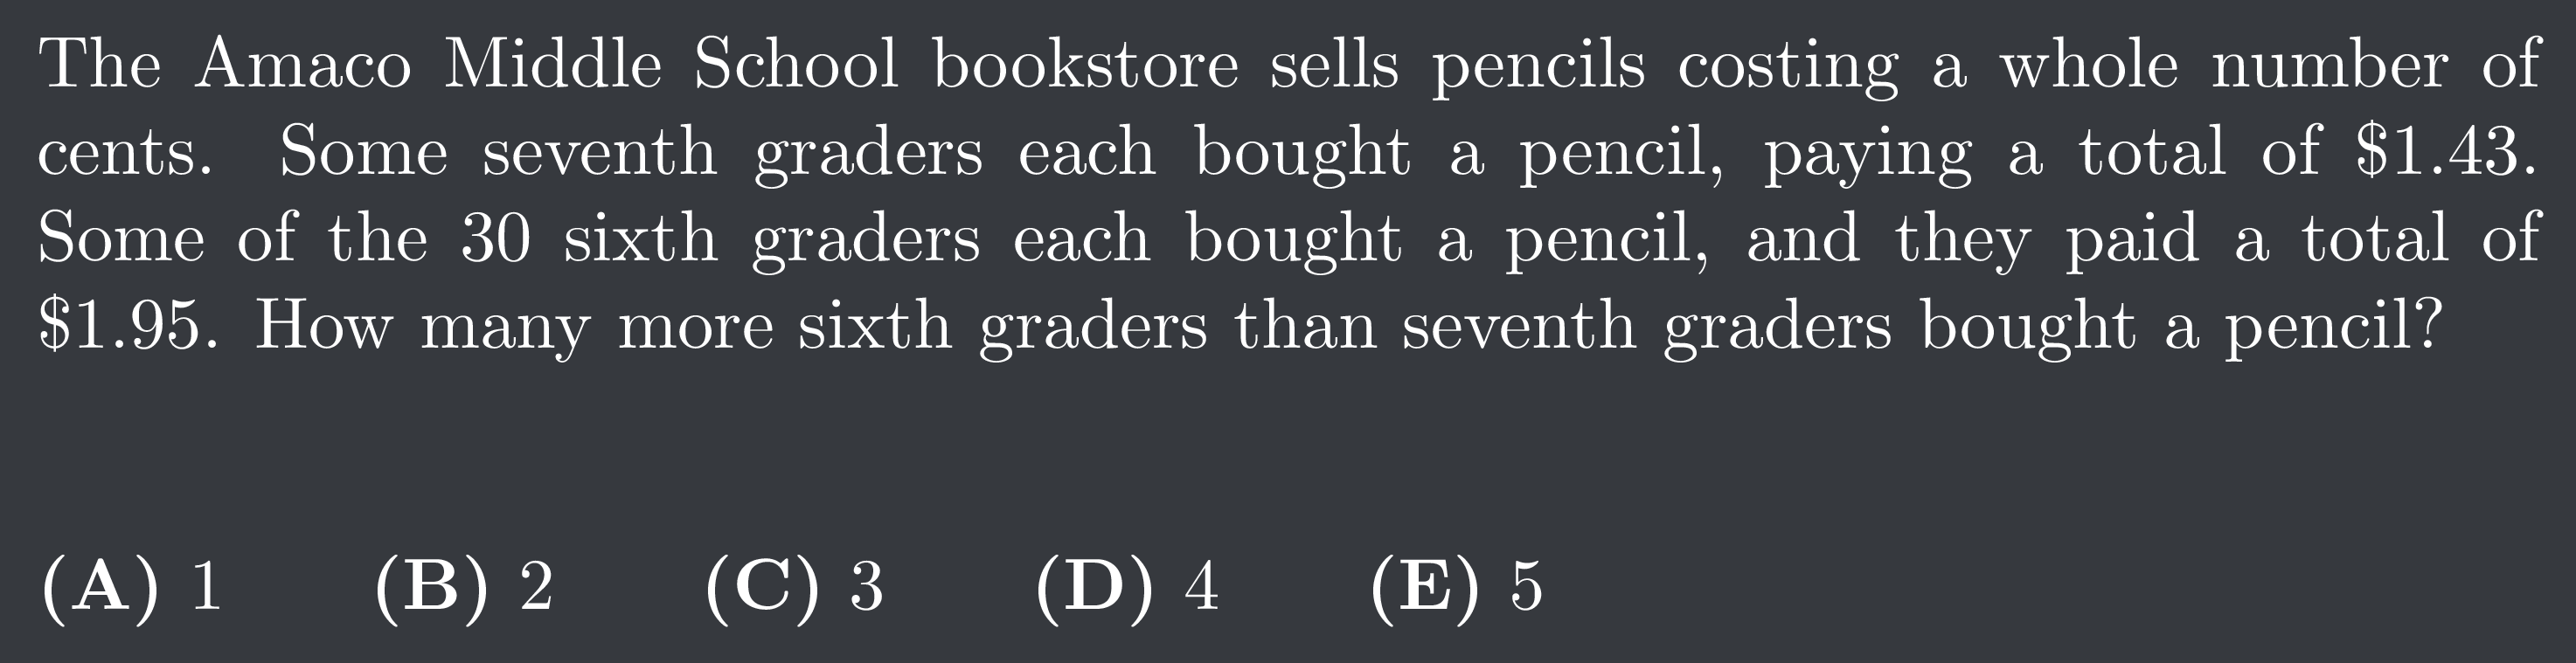 The Amaco Middle School bookstore sells pencils costing a whole number of
cents. Some seventh graders each bought a pencil, paying a total of $1.43.
Some of the 30 sixth graders each bought a pencil, and they paid a total of
$1.95. How many more sixth graders than seventh graders bought a pencil?
(A) 1 (B) 2 (C) 3 (D) 4 (E) 5